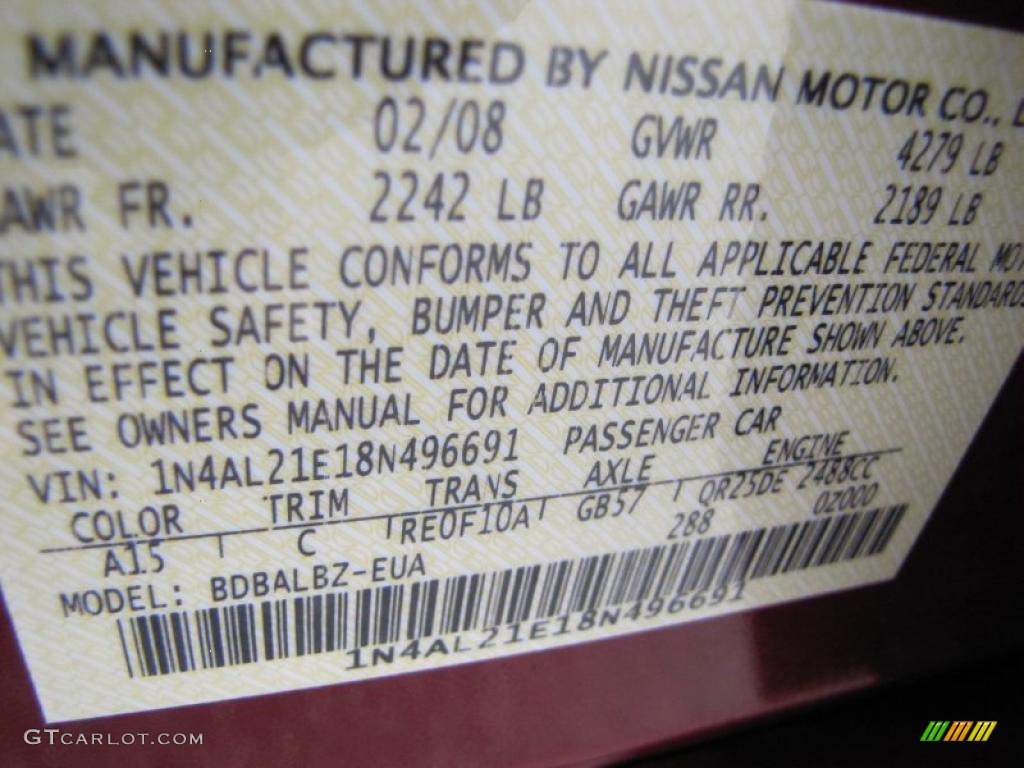 MANUFACTURED BY NISSAN MOTOR CO.,
ATE 02/08 GVWR 4279 LB
AWR FR. 2242 LB GAWR RR. 2189 LB
THIS VEHICLE CONFORMS TO ALL APPLICABLE FEDERAL MOT
VEHICLE SAFETY, BUMPER AND THEFT PREVENTION STANDARD
IN EFFECT ON THE DATE OF MANUFACTURE SHOWN ABOVE.
SEE OWNERS MANUAL FOR ADDITIONAL INFORMATION.
VIN: 1N4AL21E18N496691 PASSENGER CAR
COLOR TRIM TRANS AXLE ENGINE
A15 C RE0F10A GB57 QR25DE 2488CC
MODEL: BDBALBZ-EUA 288 0Z000
1N4AL21E18N496691
GTCARLOT.COM